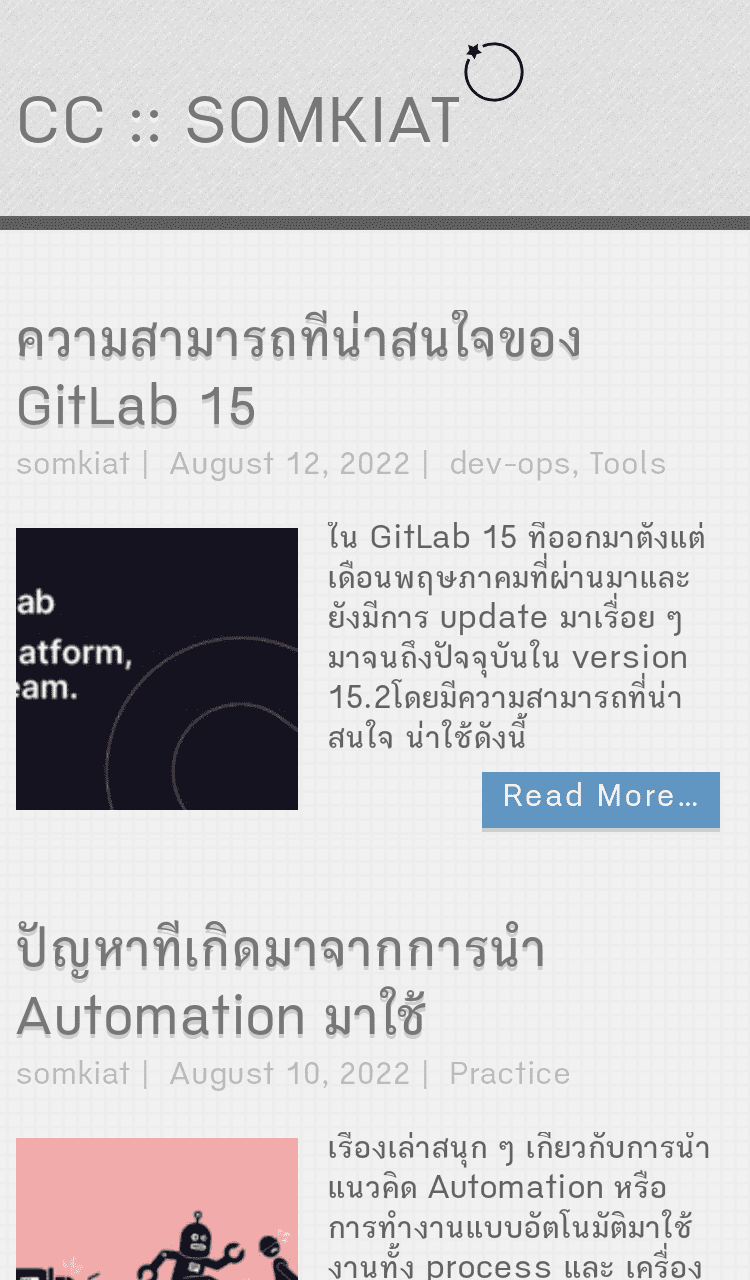 CC :: SOMKIAT
ความสามารถที่น่าสนใจของ
GitLab 15
somkiat | August 12, 2022 | dev-ops, Tools
ab
atform,
eam.
ใน GitLab 15 ที่ออกมาตั้งแต่
เดือนพฤษภาคมที่ผ่านมาและ
ยังมีการ update มาเรื่อย ๆ
มาจนถึงปัจจุบันใน version
15.2โดยมีความสามารถที่น่า
สนใจ น่าใช้ดังนี้
Read More…
ปัญหาที่เกิดมาจากการนำ
Automation มาใช้
somkiat | August 10, 2022 | Practice
เรื่องเล่าสนุก ๆ เกี่ยวกับการนำ
แนวคิด Automation หรือ
การทำงานแบบอัตโนมัติมาใช้
งานทั้ง process และ เครื่อง